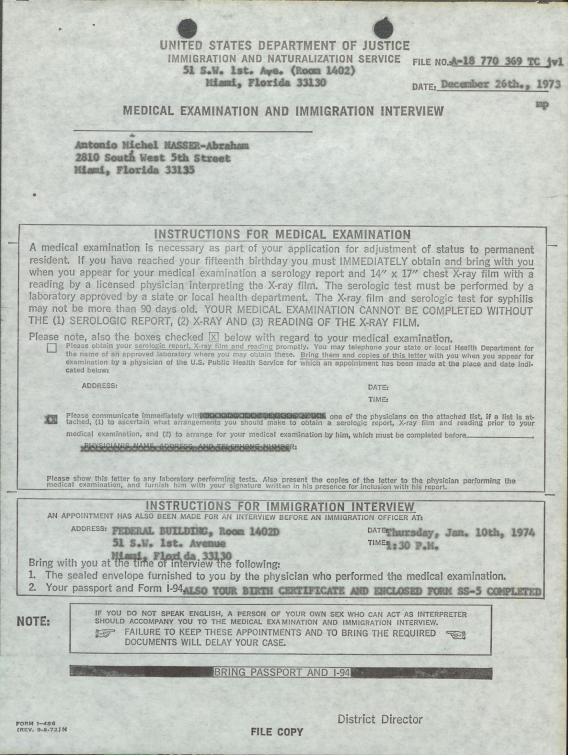 UNITED STATES DEPARTMENT OF JUSTICE
IMMIGRATION AND NATURALIZATION SERVICE
51 S.W. 1st. Ave. (Room 1402)
Miami, Florida 33130
FILE NO. A-18 770 369 TC jvl
DATE, December 26th., 1973
mp
MEDICAL EXAMINATION AND IMMIGRATION INTERVIEW
Antonio Michel NASSER-Abraham
2810 South West 5th Street
Miami, Florida 33135
INSTRUCTIONS FOR MEDICAL EXAMINATION
A medical examination is necessary as part of your application for adjustment of status to permanent
resident. If you have reached your fifteenth birthday you must IMMEDIATELY obtain and bring with you
when you appear for your medical examination a serology report and 14" x 17" chest X-ray film with a
reading by a licensed physician interpreting the X-ray film. The serologic test must be performed by a
laboratory approved by a state or local health department. The X-ray film and serologic test for syphilis
may not be more than 90 days old. YOUR MEDICAL EXAMINATION CANNOT BE COMPLETED WITHOUT
THE (1) SEROLOGIC REPORT, (2) X-RAY AND (3) READING OF THE X-RAY FILM.
Please note, also the boxes checked X below with regard to your medical examination.
Please obtain your serologic report, X-ray film and reading promptly. You may telephone your state or local Health Department for
the name of an approved laboratory where you may obtain these. Bring them and copies of this letter with you when you appear for
examination by a physician of the U.S. Public Health Service for which an appointment has been made at the place and date indi-
cated below:
ADDRESS:
DATE:
TIME:
Please communicate immediately with one of the physicians on the attached list, if a list is at-
tached, (1) to ascertain what arrangements you should make to obtain a serologic report, X-ray film and reading prior to your
medical examination, and (2) to arrange for your medical examination by him, which must be completed before
PHYSICIAN'S NAME, ADDRESS, AND TELEPHONE NUMBER:
Please show this letter to any laboratory performing tests. Also present the copies of the letter to the physician performing the
medical examination, and furnish him with your signature written in his presence for inclusion with his report.
INSTRUCTIONS FOR IMMIGRATION INTERVIEW
AN APPOINTMENT HAS ALSO BEEN MADE FOR AN INTERVIEW BEFORE AN IMMIGRATION OFFICER AT:
ADDRESS: FEDERAL BUILDING, Room 1402D
DATE: Thursday, Jan. 10th, 1974
51 S.W. 1st. Avenue
TIME: 1:30 P.M.
Miami, Florida 33130
Bring with you at the time of interview the following:
1. The sealed envelope furnished to you by the physician who performed the medical examination.
2. Your passport and Form I-94, ALSO YOUR BIRTH CERTIFICATE AND ENCLOSED FORM SS-5 COMPLETED
NOTE:
IF YOU DO NOT SPEAK ENGLISH, A PERSON OF YOUR OWN SEX WHO CAN ACT AS INTERPRETER
SHOULD ACCOMPANY YOU TO THE MEDICAL EXAMINATION AND IMMIGRATION INTERVIEW.
FAILURE TO KEEP THESE APPOINTMENTS AND TO BRING THE REQUIRED
DOCUMENTS WILL DELAY YOUR CASE.
BRING PASSPORT AND I-94
District Director
FORM I-486
(REV. 9-8-72) N
FILE COPY